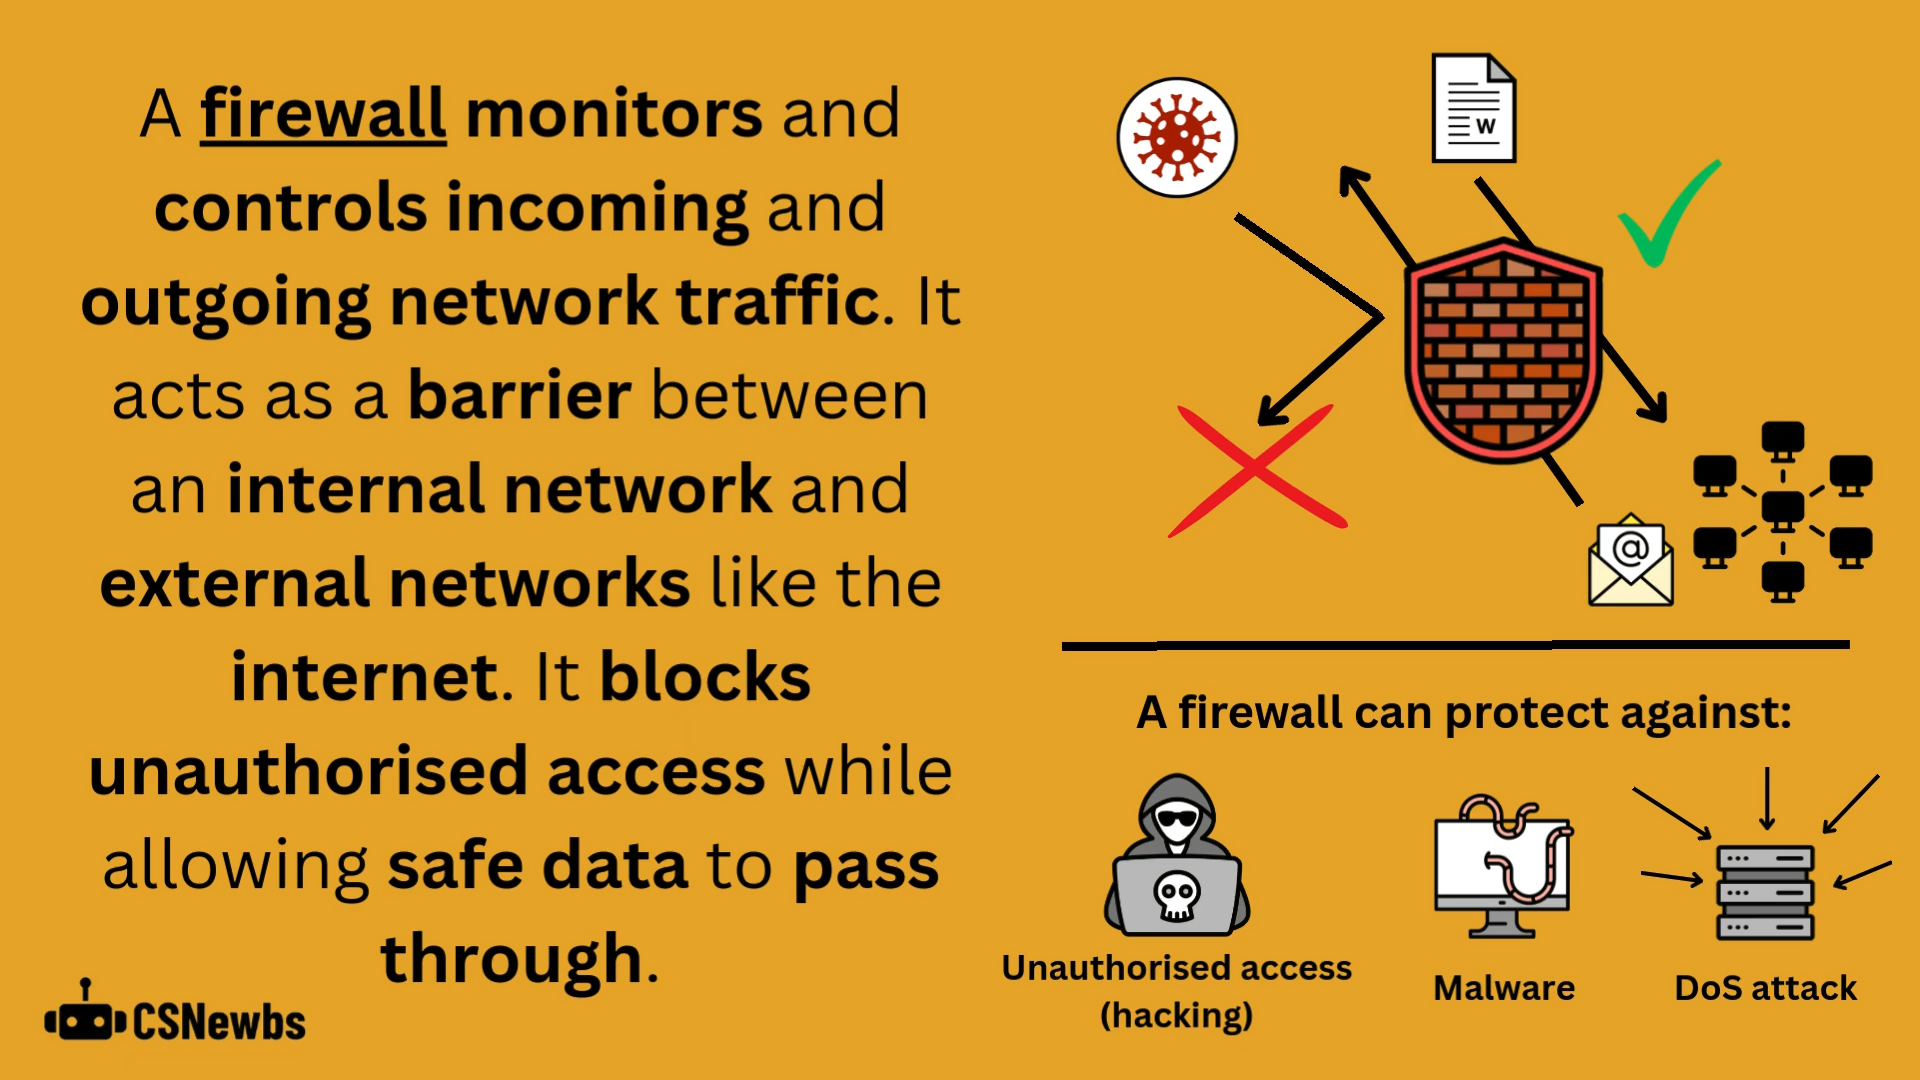 A firewall monitors and
controls incoming and
outgoing network traffic. It
acts as a barrier between
an internal network and
external networks like the
internet. It blocks
unauthorised access while
allowing safe data to pass
through.
CSNewbs
W
@
A firewall can protect against:
Unauthorised access
(hacking)
Malware
DoS attack